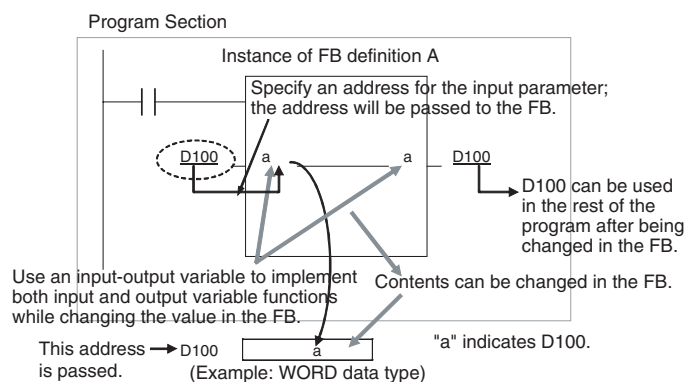 Program Section
Instance of FB definition A
Specify an address for the input parameter;
the address will be passed to the FB.
D100
a
a
D100
D100 can be used
in the rest of the
program after being
changed in the FB.
Use an input-output variable to implement
both input and output variable functions
while changing the value in the FB.
Contents can be changed in the FB.
This address
is passed.
D100
a
(Example: WORD data type)
"a" indicates D100.